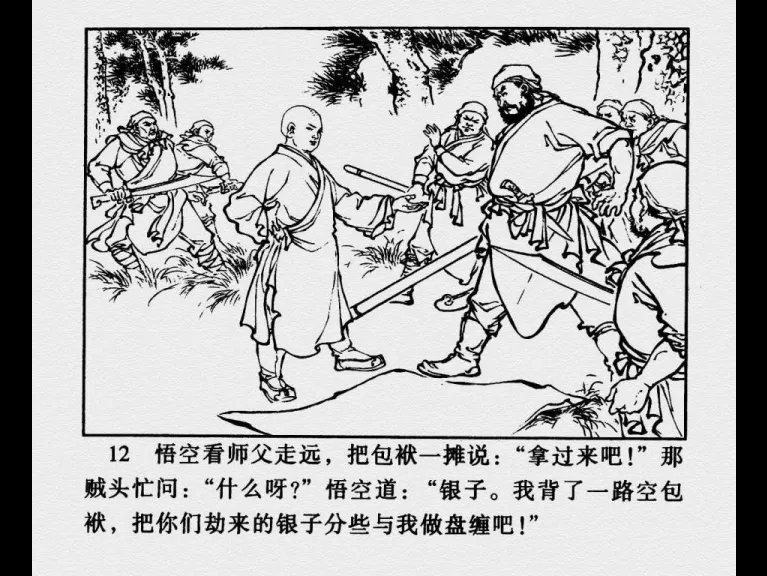 12 悟空看师父走远，把包袱一摊说：“拿过来吧！”那
贼头忙问：“什么呀？”悟空道：“银子。我背了一路空包
袱，把你们劫来的银子分些与我做盘缠吧！”